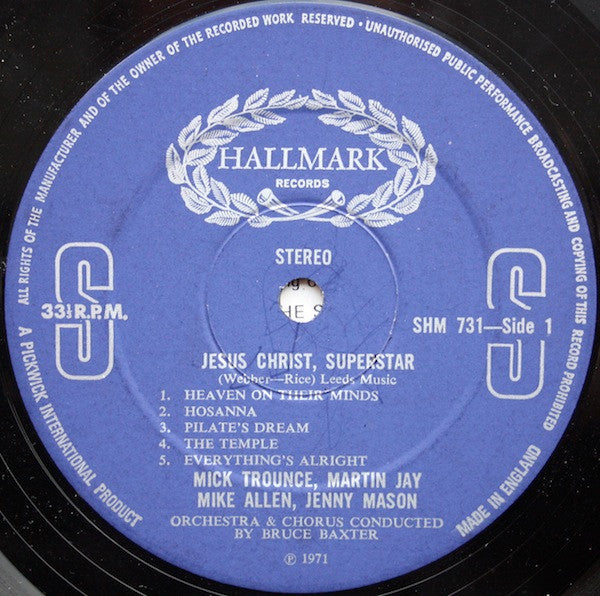 ALL RIGHTS OF THE MANUFACTURER AND OF THE OWNER OF THE RECORDED WORK RESERVED · UNAUTHORISED PUBLIC PERFORMANCE BROADCASTING AND COPYING OF THIS RECORD PROHIBITED
HALLMARK
RECORDS
STEREO
HE S
S
33⅓ R.P.M.
S
SHM 731—Side 1
JESUS CHRIST, SUPERSTAR
(Webber—Rice) Leeds Music
1. HEAVEN ON THEIR MINDS
2. HOSANNA
3. PILATE'S DREAM
4. THE TEMPLE
5. EVERYTHING'S ALRIGHT
MICK TROUNCE, MARTIN JAY
MIKE ALLEN, JENNY MASON
ORCHESTRA & CHORUS CONDUCTED
BY BRUCE BAXTER
℗ 1971
A PICKWICK INTERNATIONAL PRODUCT
MADE IN ENGLAND